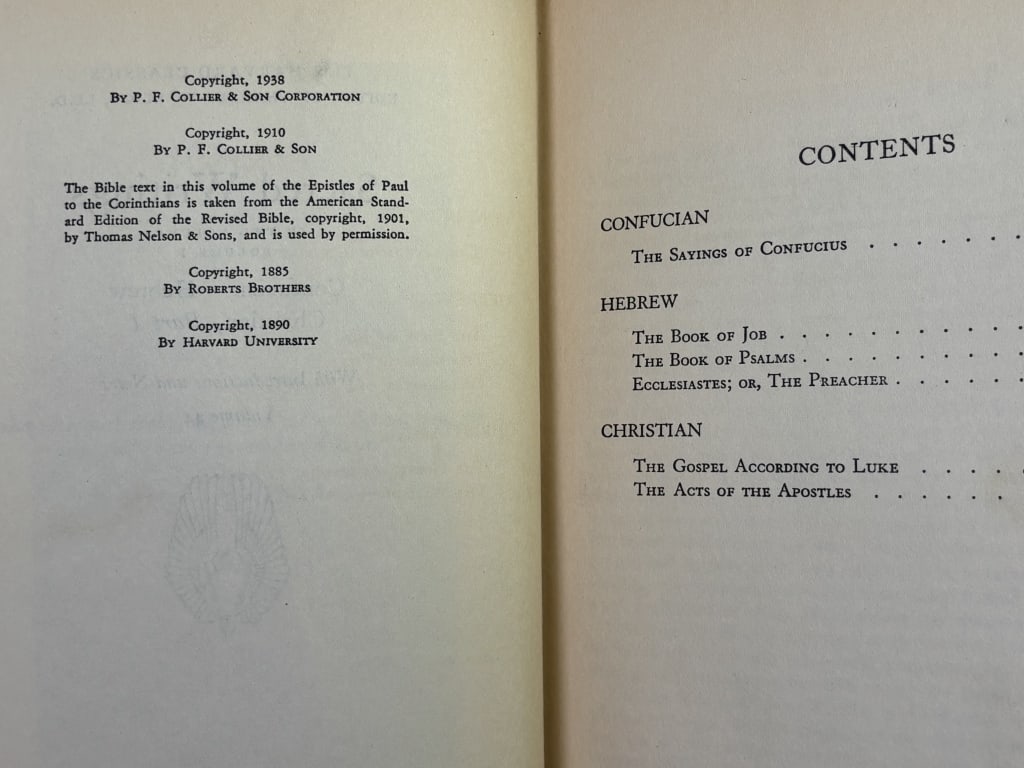 Copyright, 1938
By P. F. Collier & Son Corporation
Copyright, 1910
By P. F. Collier & Son
The Bible text in this volume of the Epistles of Paul
to the Corinthians is taken from the American Stand-
ard Edition of the Revised Bible, copyright, 1901,
by Thomas Nelson & Sons, and is used by permission.
Copyright, 1885
By Roberts Brothers
Copyright, 1890
By Harvard University
CONTENTS
CONFUCIAN
The Sayings of Confucius . . . . . .
HEBREW
The Book of Job . . . . . . . . . . .
The Book of Psalms . . . . . . . . . .
Ecclesiastes; or, The Preacher . . . . . .
CHRISTIAN
The Gospel According to Luke . . . . .
The Acts of the Apostles . . . . . .